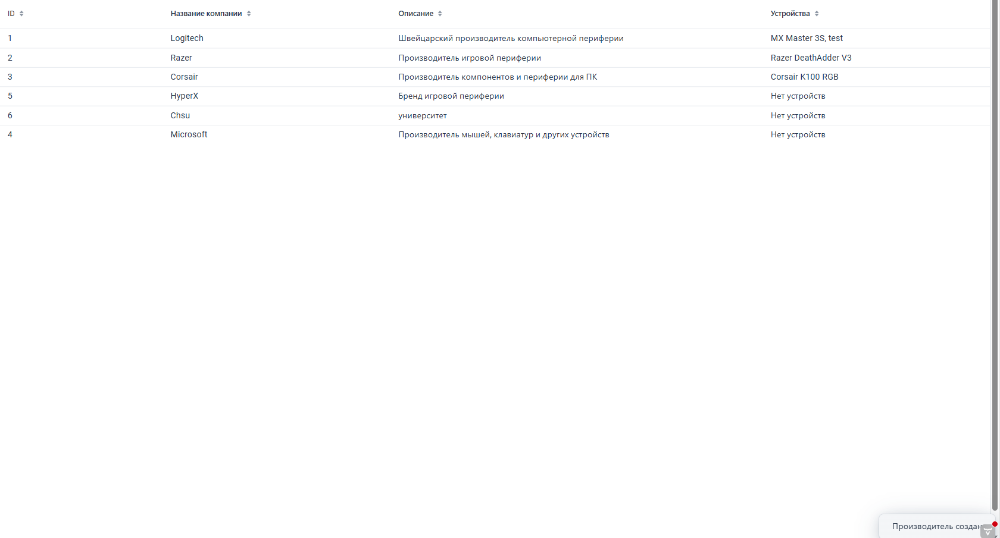 ID Название компании Описание Устройства
1 Logitech Швейцарский производитель компьютерной периферии MX Master 3S, test
2 Razer Производитель игровой периферии Razer DeathAdder V3
3 Corsair Производитель компонентов и периферии для ПК Corsair K100 RGB
5 HyperX Бренд игровой периферии Нет устройств
6 Chsu университет Нет устройств
4 Microsoft Производитель мышей, клавиатур и других устройств Нет устройств
Производитель создан